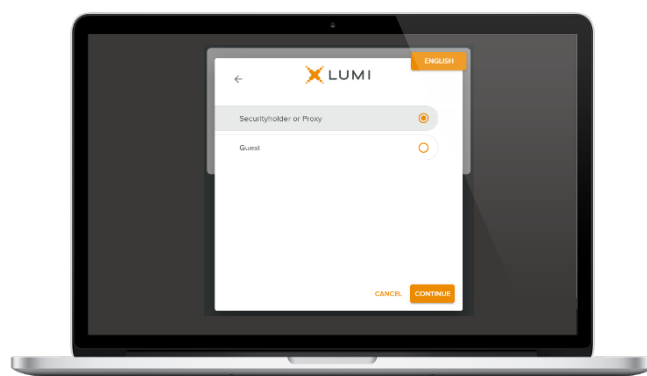 ENGLISH
LUMI
Securityholder or Proxy
Guest
CANCEL CONTINUE